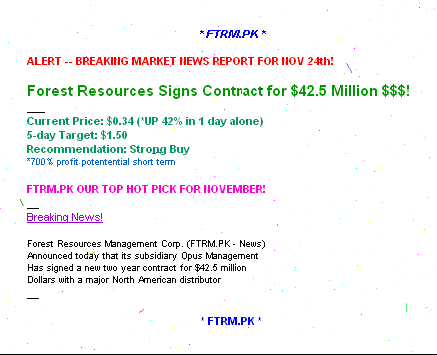 * FTRM.PK *
ALERT -- BREAKING MARKET NEWS REPORT FOR NOV 24th!
Forest Resources Signs Contract for $42.5 Million $$$!
Current Price: $0.34 (*UP 42% in 1 day alone)
5-day Target: $1.50
Recommendation: Strong Buy
*700% profit potentential short term
FTRM.PK OUR TOP HOT PICK FOR NOVEMBER!
Breaking News!
Forest Resources Management Corp. (FTRM.PK - News)
Announced today that its subsidiary Opus Management
Has signed a new two year contract for $42.5 million
Dollars with a major North American distributor
* FTRM.PK *